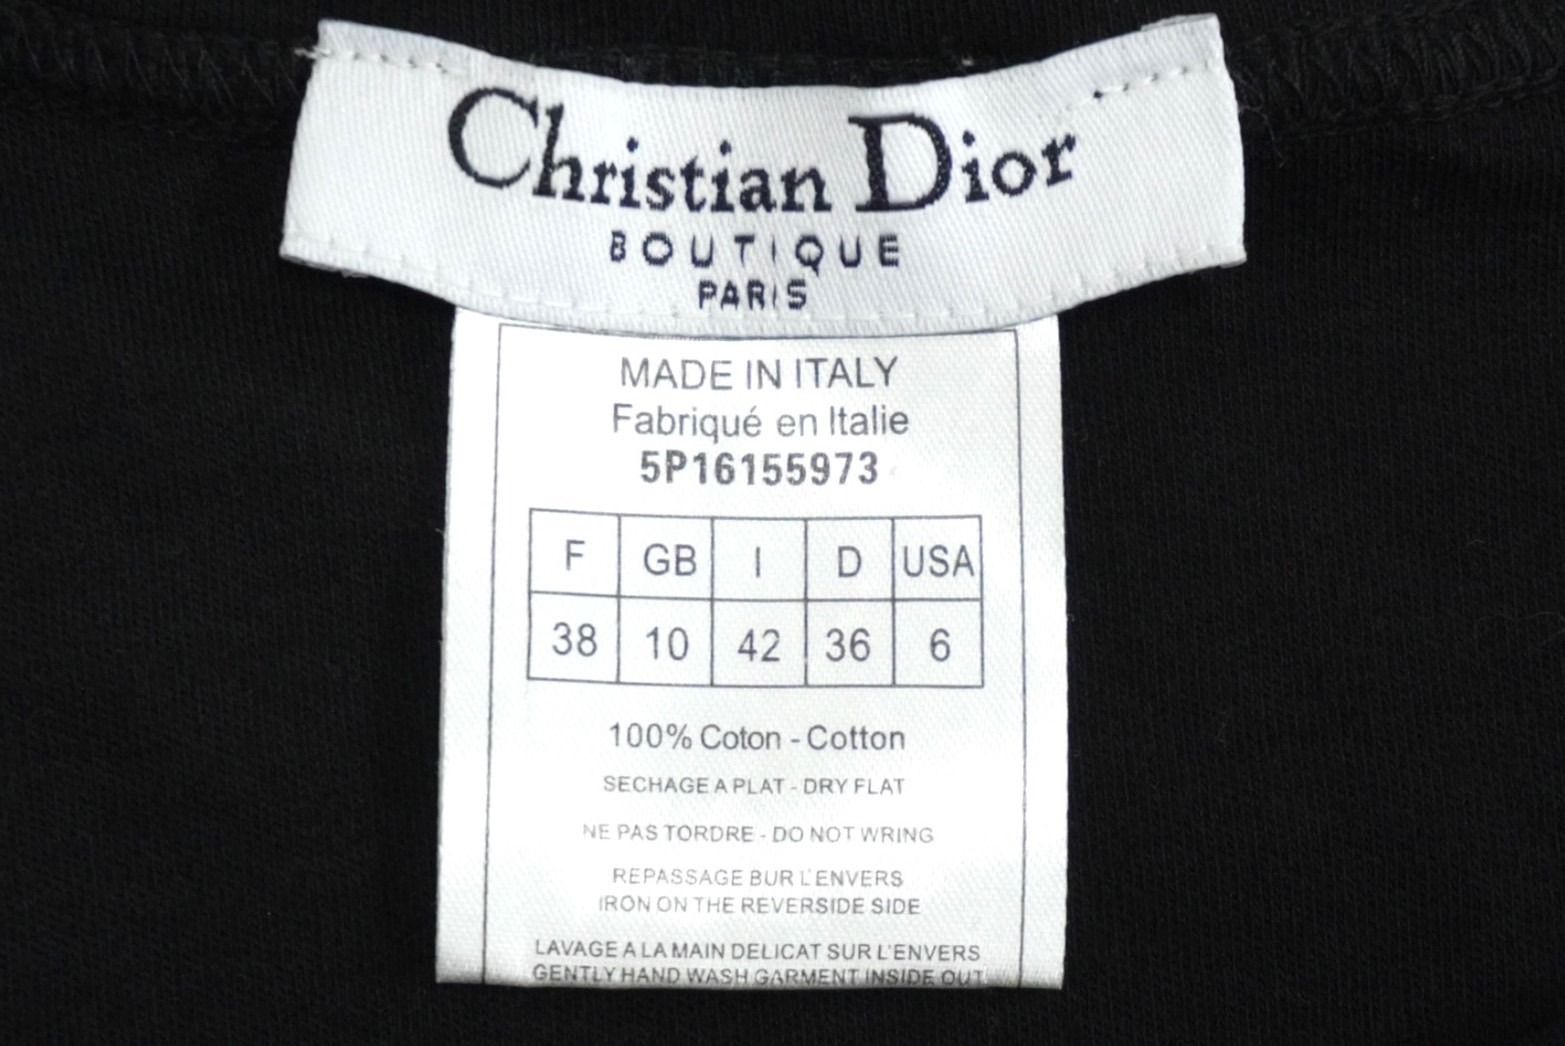 Christian Dior
BOUTIQUE
PARIS
MADE IN ITALY
Fabriqué en Italie
5P16155973
F GB I D USA
38 10 42 36 6
100% Coton - Cotton
SECHAGE A PLAT - DRY FLAT
NE PAS TORDRE - DO NOT WRING
REPASSAGE BUR L'ENVERS
IRON ON THE REVERSIDE SIDE
LAVAGE A LA MAIN DELICAT SUR L'ENVERS
GENTLY HAND WASH GARMENT INSIDE OUT